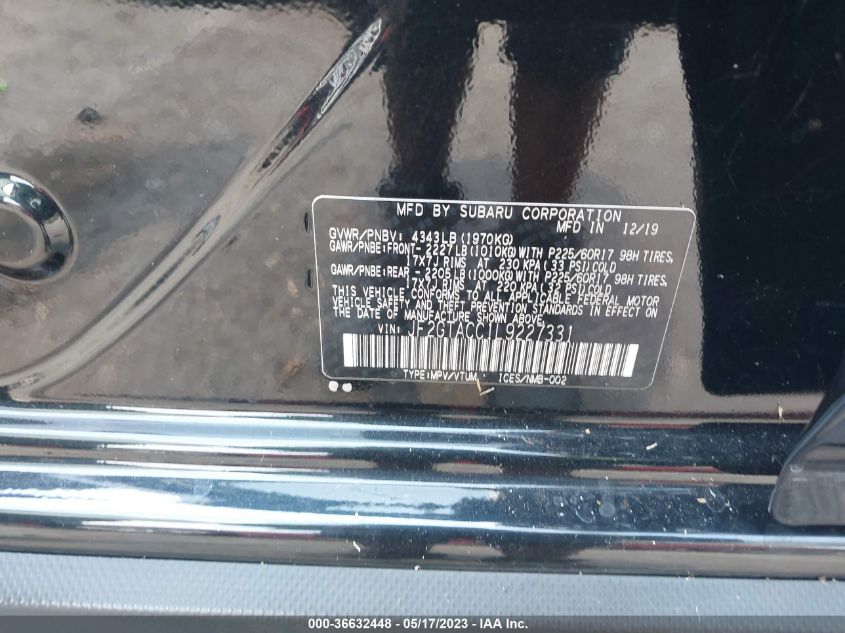 MFD BY SUBARU CORPORATION
MFD IN 12/19
GVWR/PNBV: 4343LB(1970KG)
GAWR/PNBE:FRONT-2227LB(1010KG)WITH P225/60R17 98H TIRES,
17X7J RIMS AT 230 KPA(33 PSI)COLD
GAWR/PNBE:REAR -2205LB(1000KG)WITH P225/60R17 98H TIRES,
17X7J RIMS AT 220 KPA(33 PSI)COLD
THIS VEHICLE CONFORMS TO ALL APPLICABLE FEDERAL MOTOR
VEHICLE SAFETY, AND THEFT PREVENTION STANDARDS IN EFFECT
ON THE DATE OF MANUFACTURE SHOWN ABOVE.
VIN: JF2GTACC1L9227331
TYPE:MPV/VTUM ICES/NMB-002
000-36632448 - 05/17/2023 - IAAI.COM